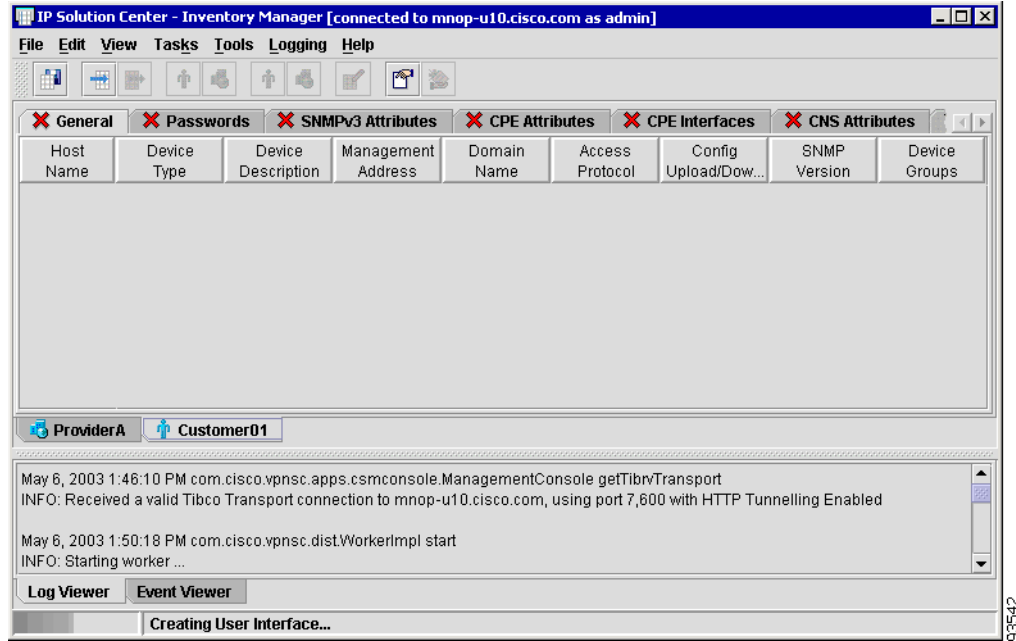 IP Solution Center - Inventory Manager [connected to mnop-u10.cisco.com as admin]
File Edit View Tasks Tools Logging Help
General Passwords SNMPv3 Attributes CPE Attributes CPE Interfaces CNS Attributes
Host Name Device Type Device Description Management Address Domain Name Access Protocol Config Upload/Dow... SNMP Version Device Groups
ProviderA Customer01
May 6, 2003 1:46:10 PM com.cisco.vpnsc.apps.csmconsole.ManagementConsole getTibrvTransport
INFO: Received a valid Tibco Transport connection to mnop-u10.cisco.com, using port 7,600 with HTTP Tunnelling Enabled
May 6, 2003 1:50:18 PM com.cisco.vpnsc.dist.WorkerImpl start
INFO: Starting worker ...
Log Viewer Event Viewer
Creating User Interface...
93542